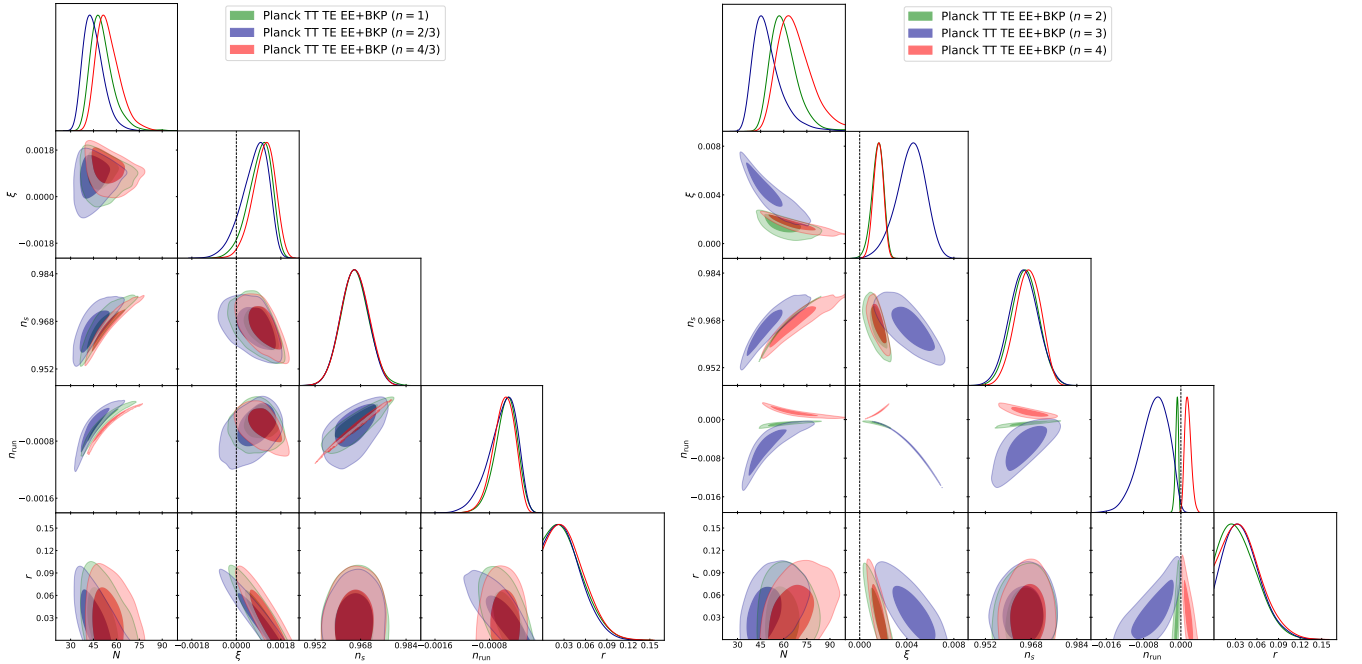 Planck TT TE EE+BKP (n = 1)
Planck TT TE EE+BKP (n = 2/3)
Planck TT TE EE+BKP (n = 4/3)
0.0018
0.0000
−0.0018
ξ
0.984
0.968
0.952
n_s
−0.0008
−0.0016
n_run
0.15
0.12
0.09
0.06
0.03
r
30 45 60 75 90
N
−0.0018 0.000 0.0018
ξ
0.952 0.968 0.984
n_s
−0.0016 −0.0008
n_run
0.03 0.06 0.09 0.12 0.15
r
Planck TT TE EE+BKP (n = 2)
Planck TT TE EE+BKP (n = 3)
Planck TT TE EE+BKP (n = 4)
0.008
0.004
0.000
ξ
0.984
0.968
0.952
n_s
0.000
−0.008
−0.016
n_run
0.15
0.12
0.09
0.06
0.03
r
30 45 60 75 90
N
0.000 0.004 0.008
ξ
0.952 0.968 0.984
n_s
−0.016 −0.008 0.000
n_run
0.03 0.06 0.09 0.12 0.15
r